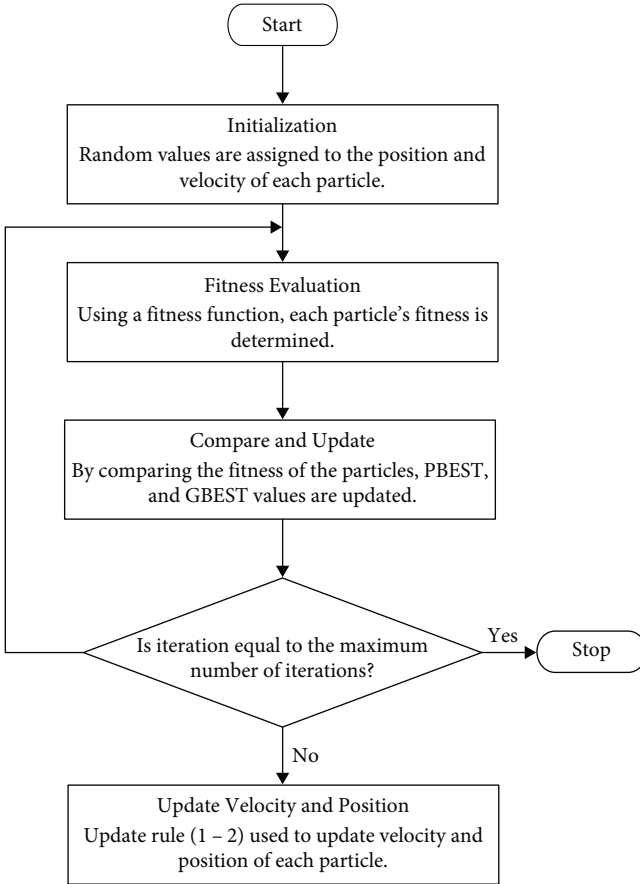 Start
Initialization
Random values are assigned to the position and
velocity of each particle.
Fitness Evaluation
Using a fitness function, each particle's fitness is
determined.
Compare and Update
By comparing the fitness of the particles, PBEST,
and GBEST values are updated.
Is iteration equal to the maximum
number of iterations?
Yes
Stop
No
Update Velocity and Position
Update rule (1 – 2) used to update velocity and
position of each particle.